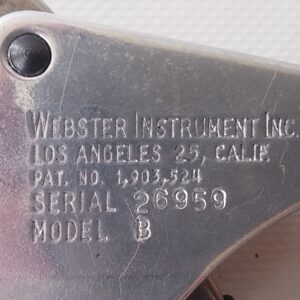 WEBSTER INSTRUMENT INC.
LOS ANGELES 25, CALIF.
PAT. NO. 1,903,524
SERIAL 26959
MODEL B